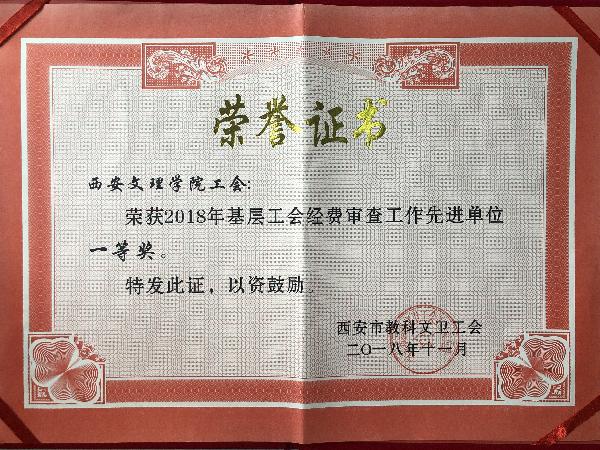 荣誉证书
西安文理学院工会:
荣获2018年基层工会经费审查工作先进单位
一等奖。
特发此证，以资鼓励。
西安市教科文卫工会
二〇一八年十一月